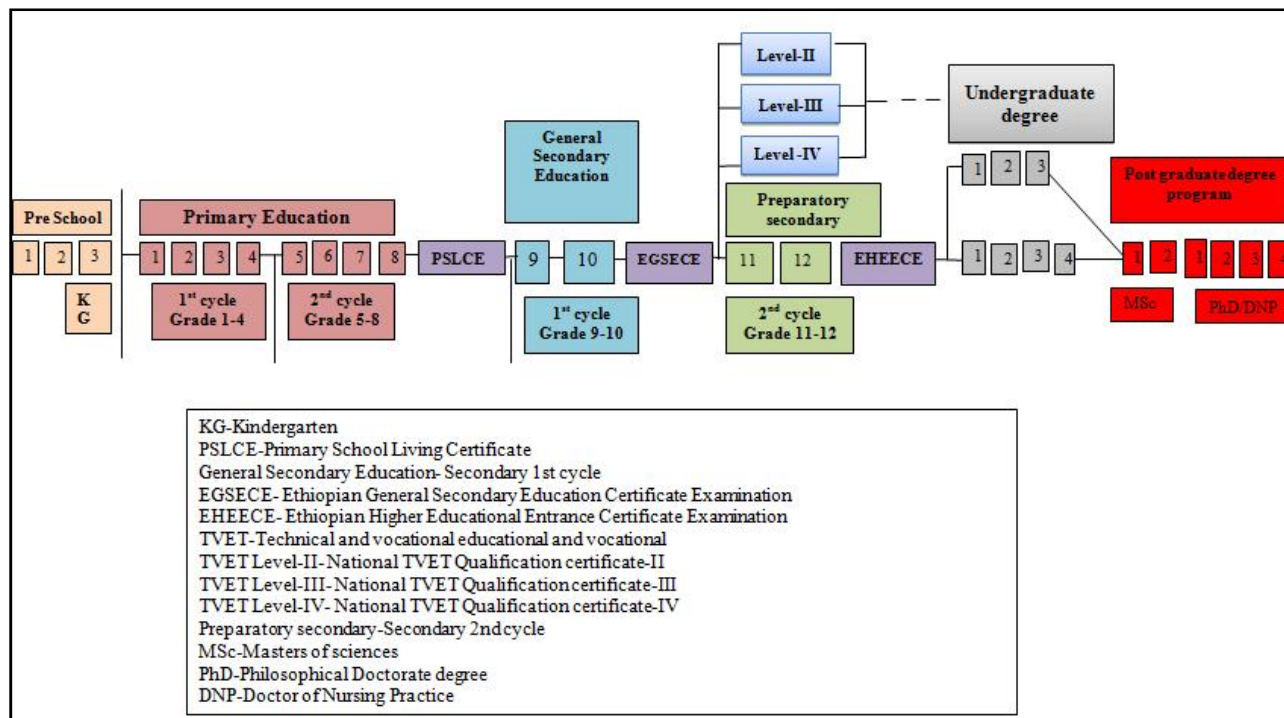 Level-II
Level-III
Level -IV
Undergraduate
degree
General
Secondary
Education
1 2 3
Post graduate degree
program
Pre School
Primary Education
Preparatory
secondary
1 2 3
1 2 3 4
5 6 7 8
PSLCE
9 10
EGSECE
11 12
EHEECE
1 2 3 4
1 2
1 2 3 4
K
G
1st cycle
Grade 1-4
2nd cycle
Grade 5-8
1st cycle
Grade 9-10
2nd cycle
Grade 11-12
MSc
PhD/DNP
KG-Kindergarten
PSLCE-Primary School Living Certificate
General Secondary Education- Secondary 1st cycle
EGSECE- Ethiopian General Secondary Education Certificate Examination
EHEECE- Ethiopian Higher Educational Entrance Certificate Examination
TVET-Technical and vocational educational and vocational
TVET Level-II- National TVET Qualification certificate-II
TVET Level-III- National TVET Qualification certificate-III
TVET Level-IV- National TVET Qualification certificate-IV
Preparatory secondary-Secondary 2nd cycle
MSc-Masters of sciences
PhD-Philosophical Doctorate degree
DNP-Doctor of Nursing Practice